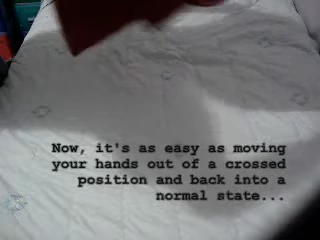 Now, it's as easy as moving
your hands out of a crossed
position and back into a
normal state...